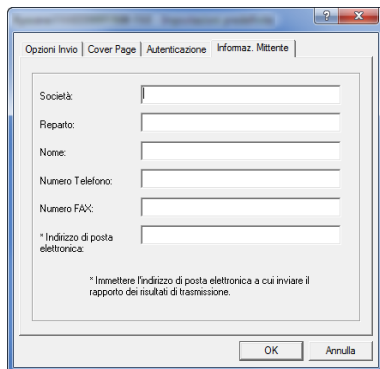 Opzioni Invio
Cover Page
Autenticazione
Informaz. Mittente
Società:
Reparto:
Nome:
Numero Telefono:
Numero FAX:
* Indirizzo di posta
elettronica:
* Immettere l'indirizzo di posta elettronica a cui inviare il
rapporto dei risultati di trasmissione.
OK
Annulla